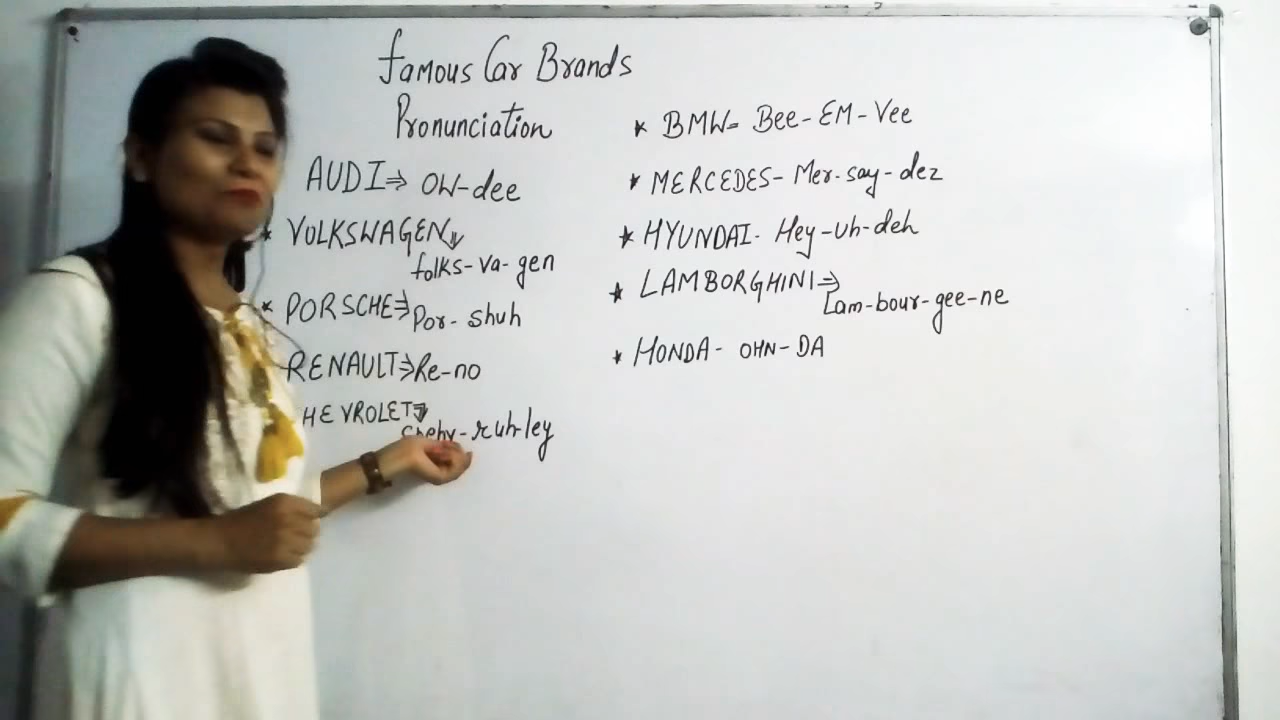 Famous Car Brands
Pronunciation
AUDI ⇒ OW-dee
* VOLKSWAGEN ⇒
folks-va-gen
* PORSCHE ⇒ Por-shuh
RENAULT ⇒ Re-no
HEVROLET ⇒
-ruh-ley
* BMW = Bee-EM-Vee
* MERCEDES - Mer-say-dez
* HYUNDAI - Hey-uh-deh
* LAMBORGHINI ⇒
Lam-bour-gee-ne
* HONDA - OHN-DA